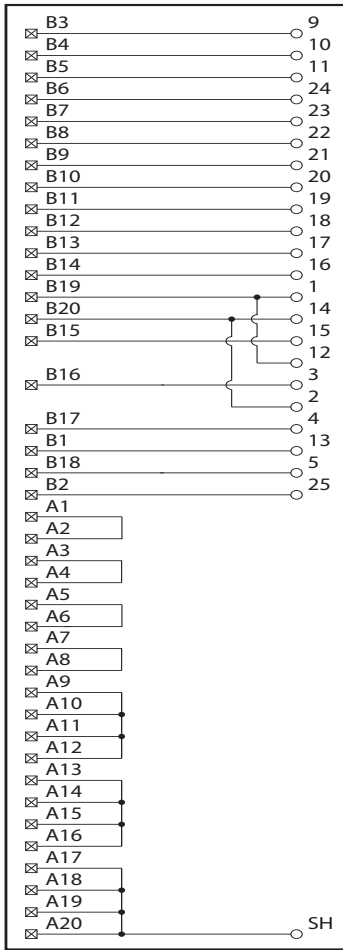 B3 9
B4 10
B5 11
B6 24
B7 23
B8 22
B9 21
B10 20
B11 19
B12 18
B13 17
B14 16
B19 1
B20 14
B15 15
12
B16 3
2
B17 4
B1 13
B18 5
B2 25
A1
A2
A3
A4
A5
A6
A7
A8
A9
A10
A11
A12
A13
A14
A15
A16
A17
A18
A19
A20 SH